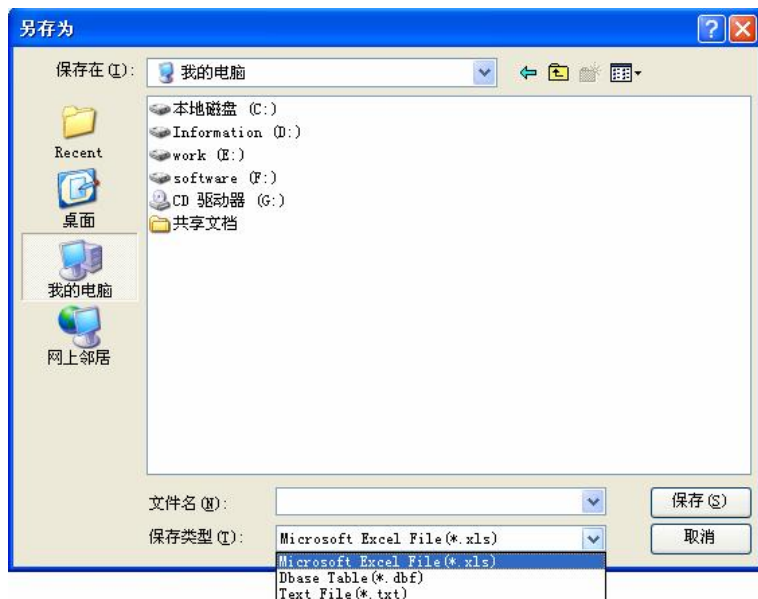 另存为
保存在(I):
我的电脑
本地磁盘 (C:)
Information (D:)
work (E:)
software (F:)
CD 驱动器 (G:)
共享文档
Recent
桌面
我的电脑
网上邻居
文件名(N):
保存(S)
保存类型(T):
Microsoft Excel File(*.xls)
取消
Microsoft Excel File(*.xls)
Dbase Table(*.dbf)
Text File(*.txt)